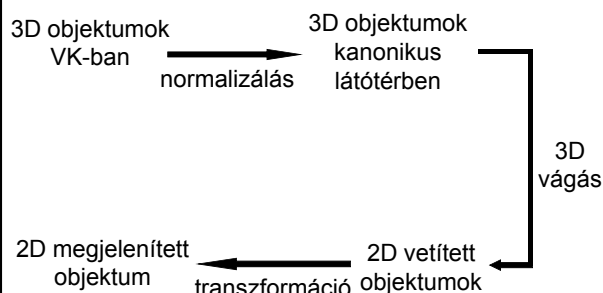 3D objektumok
VK-ban
normalizálás
3D objektumok
kanonikus
látótérben
3D
vágás
2D vetített
objektumok
transzformáció
2D megjelenített
objektum